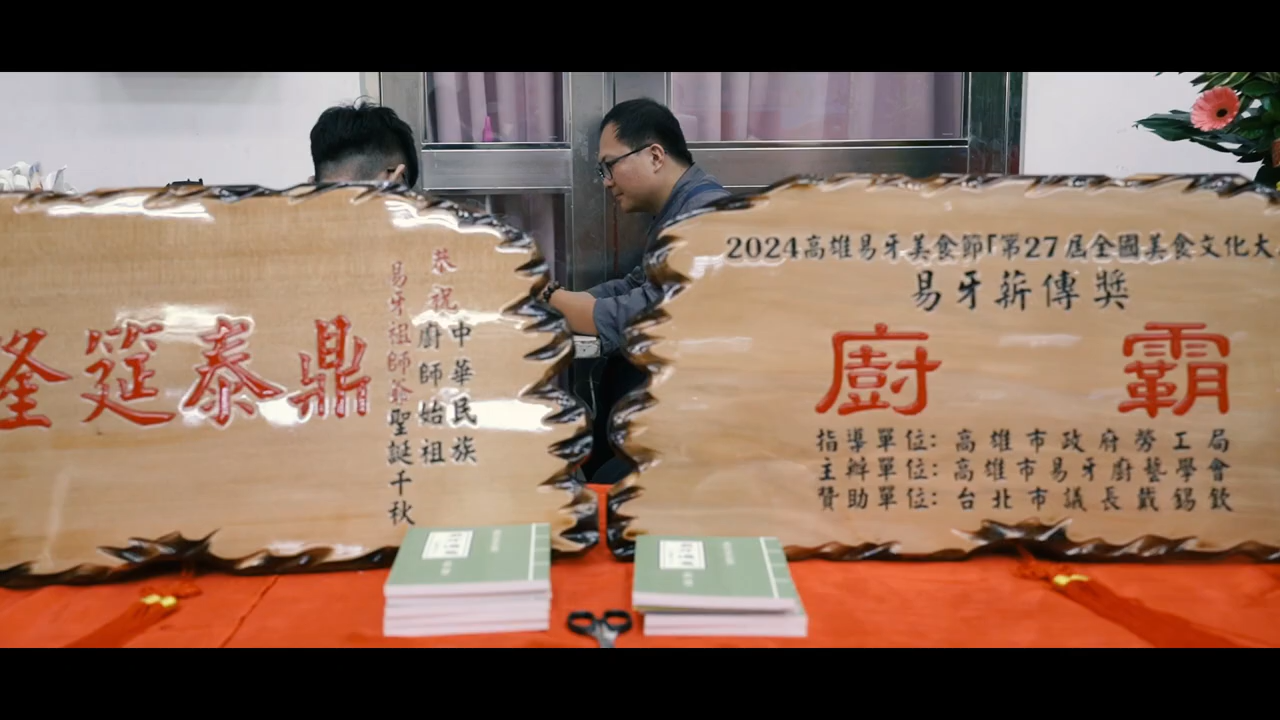 恭祝
中華民族
廚師始祖
易牙祖師爺聖誕千秋
鼎泰筵隆
2024高雄易牙美食節「第27屆全國美食文化大
易牙薪傳獎
廚霸
指導單位：高雄市政府勞工局
主辦單位：高雄市易牙廚藝學會
贊助單位：台北市議長戴錫欽